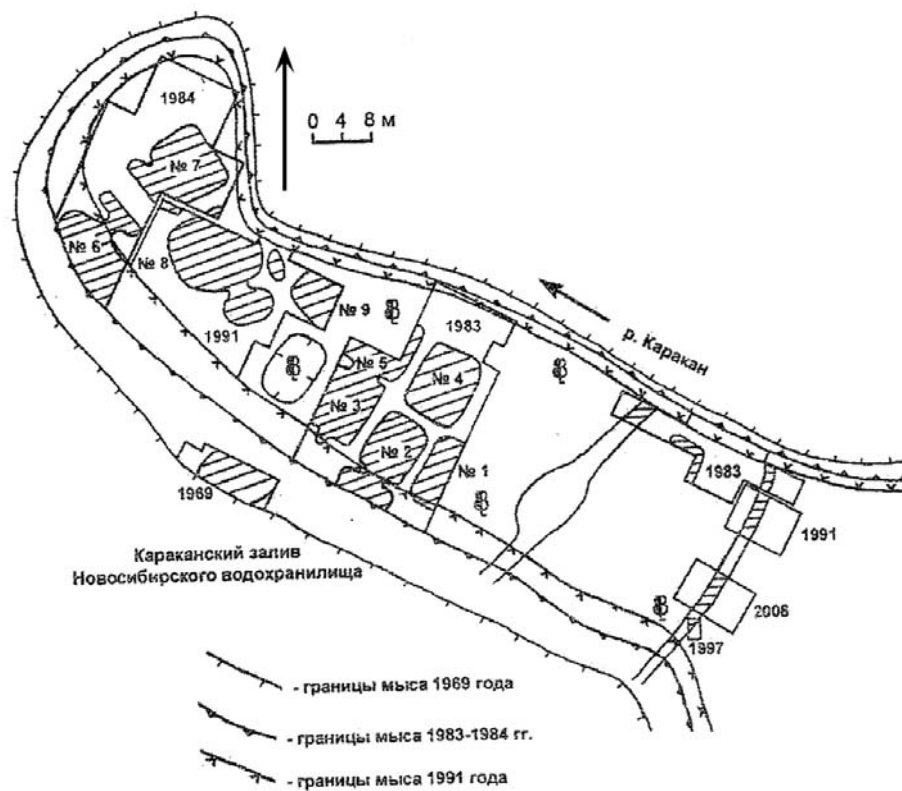 1984
0 4 8 м
№ 7
№ 6
№ 8
№ 9
1991
1983
р. Каракан
№ 5
№ 4
№ 3
№ 2
№ 1
1983
1969
1991
2006
1997
Караканский залив
Новосибирского водохранилища
- границы мыса 1969 года
- границы мыса 1983-1984 гг.
- границы мыса 1991 года